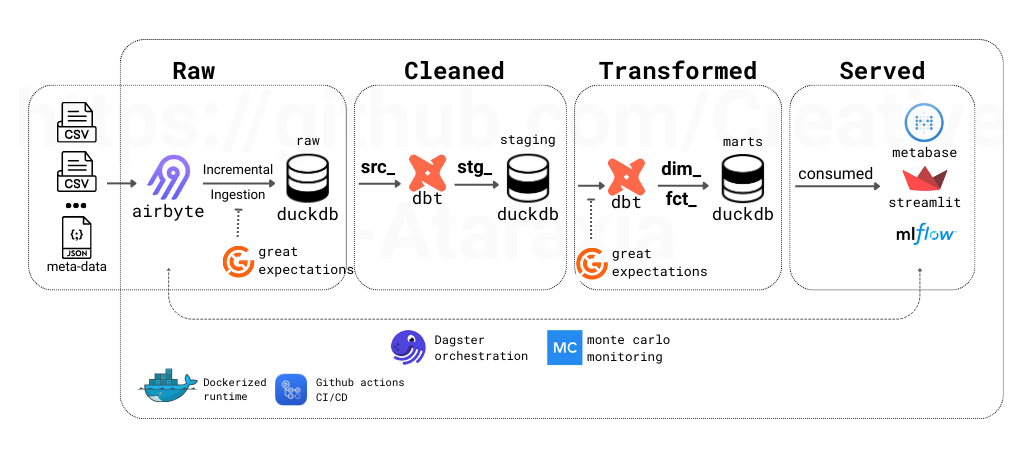 https://github.com/Creative
-Ataraxia
Raw
Cleaned
Transformed
Served
CSV
CSV
{;}
JSON
meta-data
airbyte
Incremental
Ingestion
raw
duckdb
great
expectations
src_
dbt
stg_
staging
duckdb
dbt
dim_
fct_
great
expectations
marts
duckdb
consumed
metabase
streamlit
mlflow
Dagster
orchestration
MC
monte carlo
monitoring
Dockerized
runtime
Github actions
CI/CD